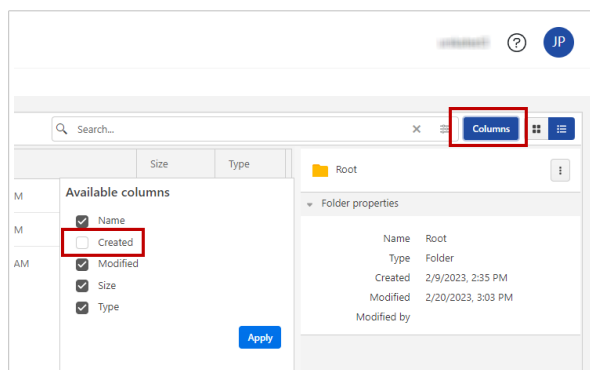 JP
Search...
Columns
Size Type
Root
Available columns
Folder properties
M
Name
M
Created
AM
Modified
Size
Type
Apply
Name Root
Type Folder
Created 2/9/2023, 2:35 PM
Modified 2/20/2023, 3:03 PM
Modified by